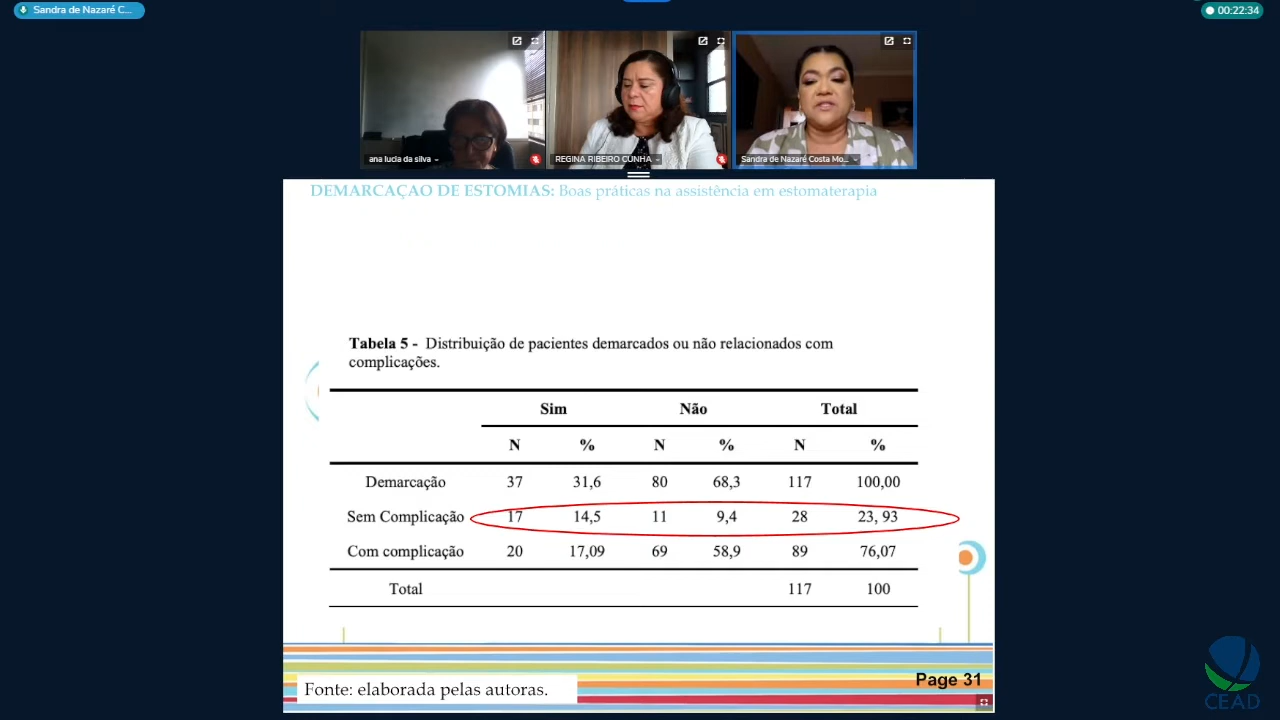 Sandra de Nazaré C...
00:22:34
ana lucia da silva
REGINA RIBEIRO CUNHA
Sandra de Nazaré Costa Mo...
DEMARCAÇAO DE ESTOMIAS: Boas práticas na assistência em estomaterapia
Tabela 5 - Distribuição de pacientes demarcados ou não relacionados com
complicações.
Sim Não Total
N % N % N %
Demarcação 37 31,6 80 68,3 117 100,00
Sem Complicação 17 14,5 11 9,4 28 23, 93
Com complicação 20 17,09 69 58,9 89 76,07
Total 117 100
Page 31
Fonte: elaborada pelas autoras.
CEAD